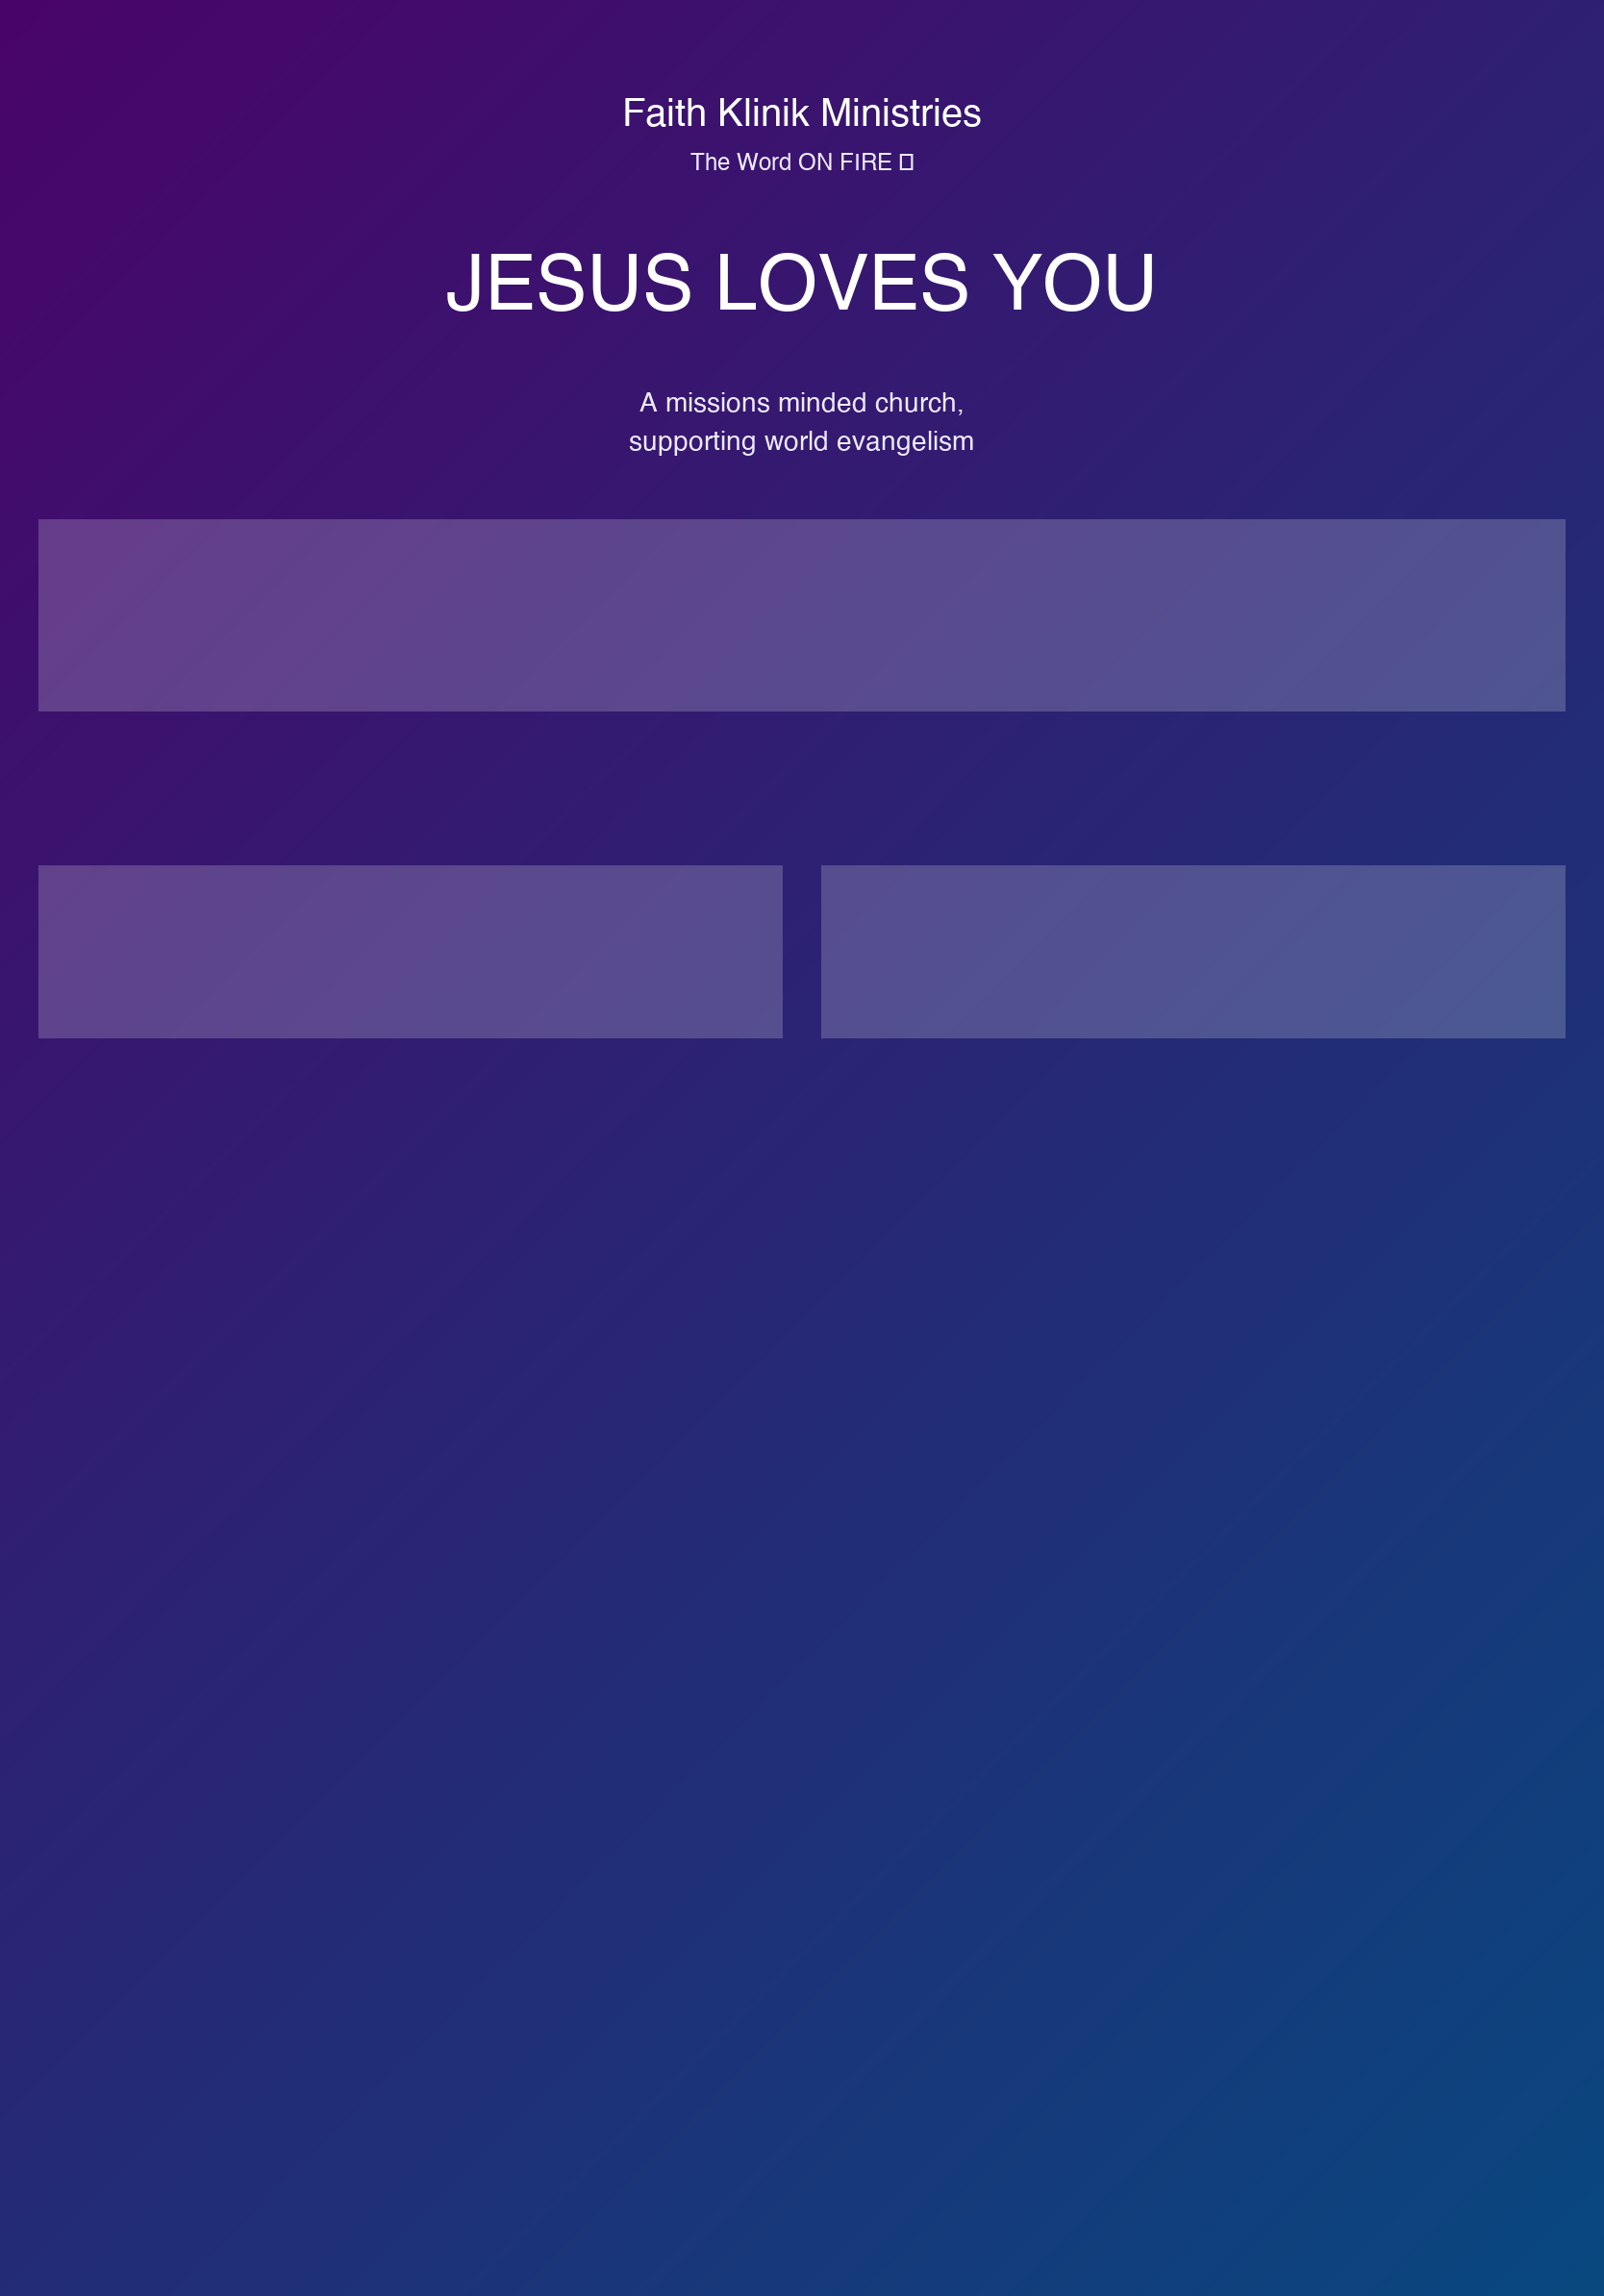 Faith Klinik Ministries
The Word ON FIRE
JESUS LOVES YOU
A missions minded church,
supporting world evangelism